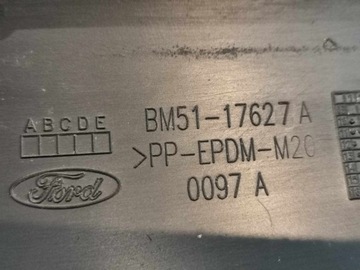 ABCDE
BM51-17627 A
>PP-EPDM-M20
0097 A
Ford